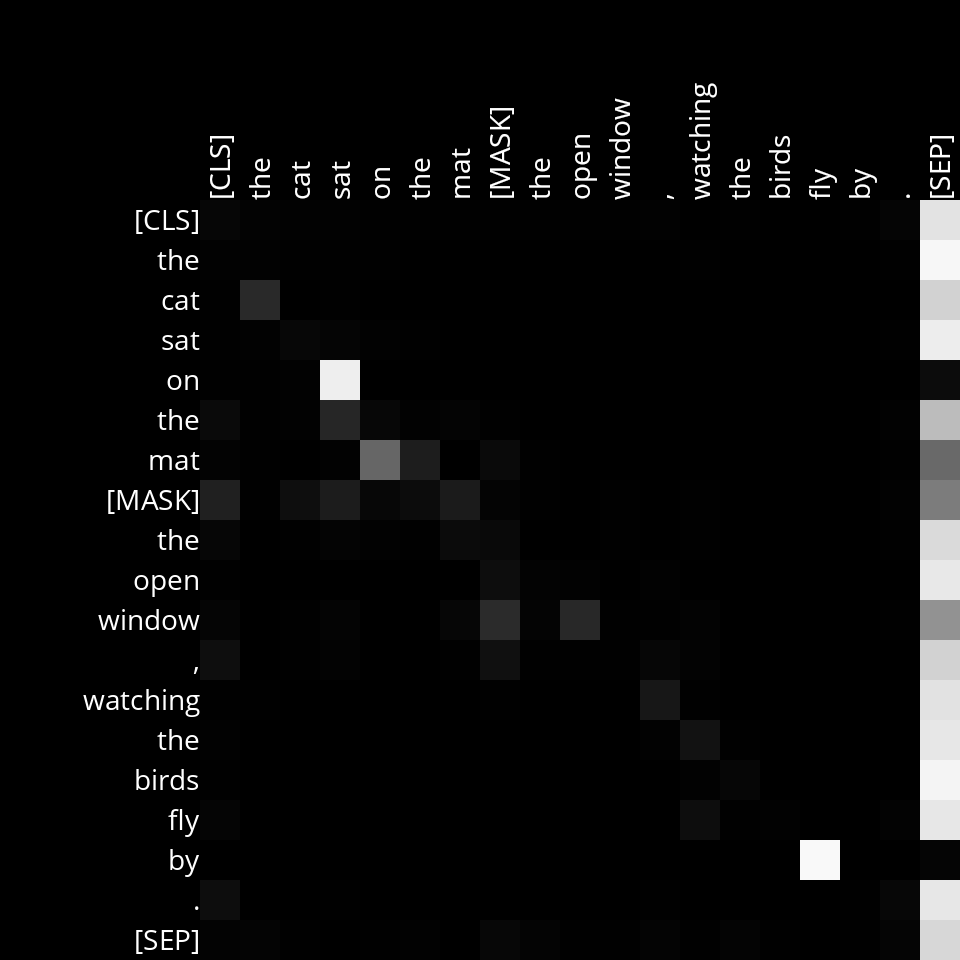 [CLS] the cat sat on the mat [MASK] the open window , watching the birds fly by . [SEP]
[CLS]
the
cat
sat
on
the
mat
[MASK]
the
open
window
,
watching
the
birds
fly
by
.
[SEP]